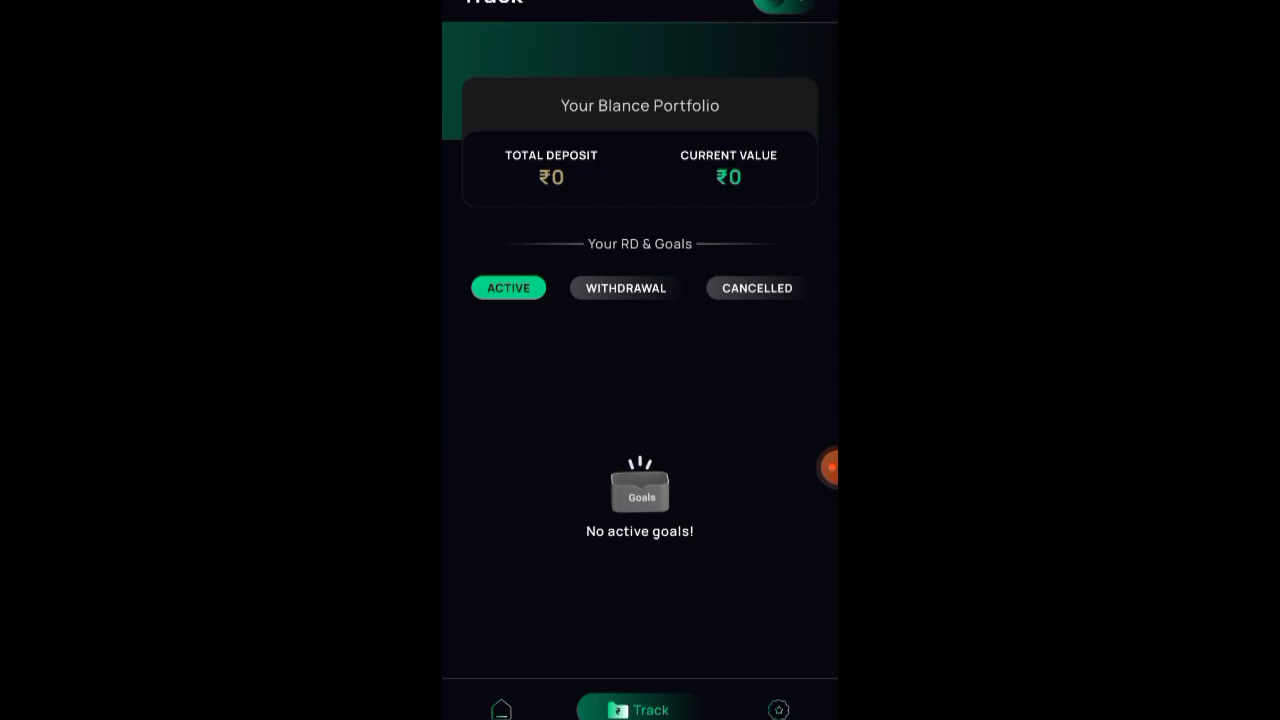 Track
Your Blance Portfolio
TOTAL DEPOSIT
CURRENT VALUE
₹0
₹0
Your RD & Goals
ACTIVE
WITHDRAWAL
CANCELLED
Goals
No active goals!
Track